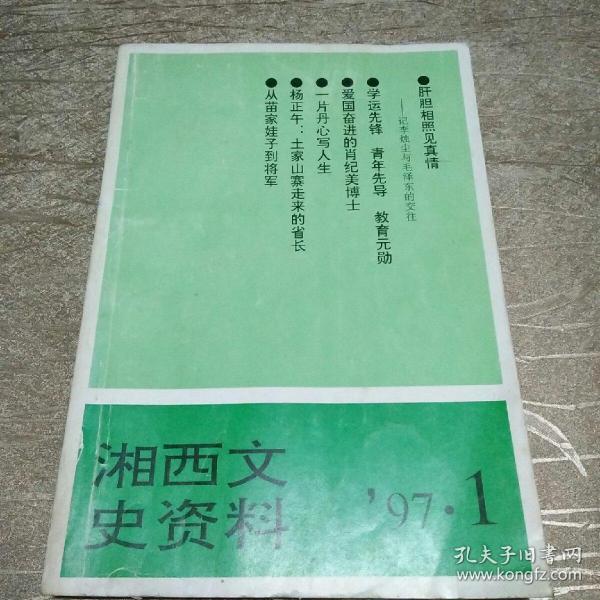 ●肝胆相照见真情
——记李烛尘与毛泽东的交往
●学运先锋 青年先导 教育元勋
●爱国奋进的肖纪美博士
●一片丹心写人生
●杨正午：土家山寨走来的省长
●从苗家娃子到将军
湘西文
史资料
'97·1
孔夫子旧书网
www.kongfz.com